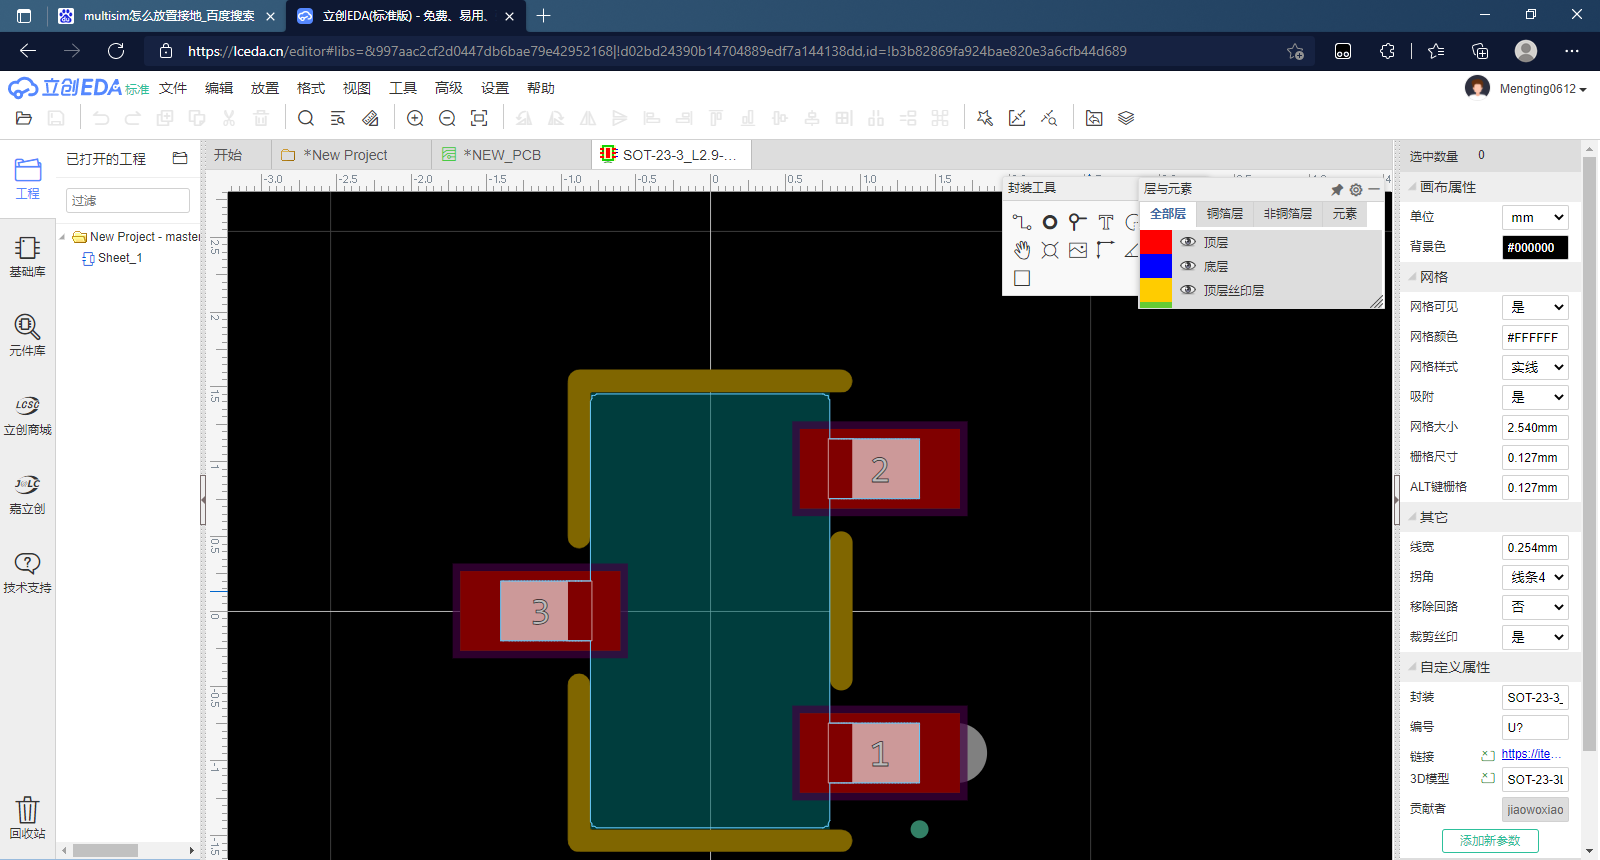 multisim怎么放置接地_百度搜索
立创EDA(标准版) - 免费、易用、
https://lceda.cn/editor#libs=&997aac2cf2d0447db6bae79e42952168|!d02bd24390b14704889edf7a144138dd,id=!b3b82869fa924bae820e3a6cfb44d689
立创EDA 标准 文件 编辑 放置 格式 视图 工具 高级 设置 帮助
Mengting0612
已打开的工程
开始
*New Project
*NEW_PCB
SOT-23-3_L2.9-...
选中数量 0
工程
过滤
New Project - master
Sheet_1
基础库
元件库
LCSC
立创商城
J@LC
嘉立创
技术支持
回收站
-3.0 -2.5 -2.0 -1.5 -1.0 -0.5 0 0.5 1.0 1.5
2.5
2
1.5
1
0.5
0
-0.5
-1
-1.5
封装工具
层与元素
全部层 铜箔层 非铜箔层 元素
顶层
底层
顶层丝印层
2
3
1
画布属性
单位 mm
背景色 #000000
网格
网格可见 是
网格颜色 #FFFFFF
网格样式 实线
吸附 是
网格大小 2.540mm
栅格尺寸 0.127mm
ALT键栅格 0.127mm
其它
线宽 0.254mm
拐角 线条4
移除回路 否
裁剪丝印 是
自定义属性
封装 SOT-23-3_
编号 U?
链接 https://ite...
3D模型 SOT-23-3L
贡献者 jiaowoxiao
添加新参数